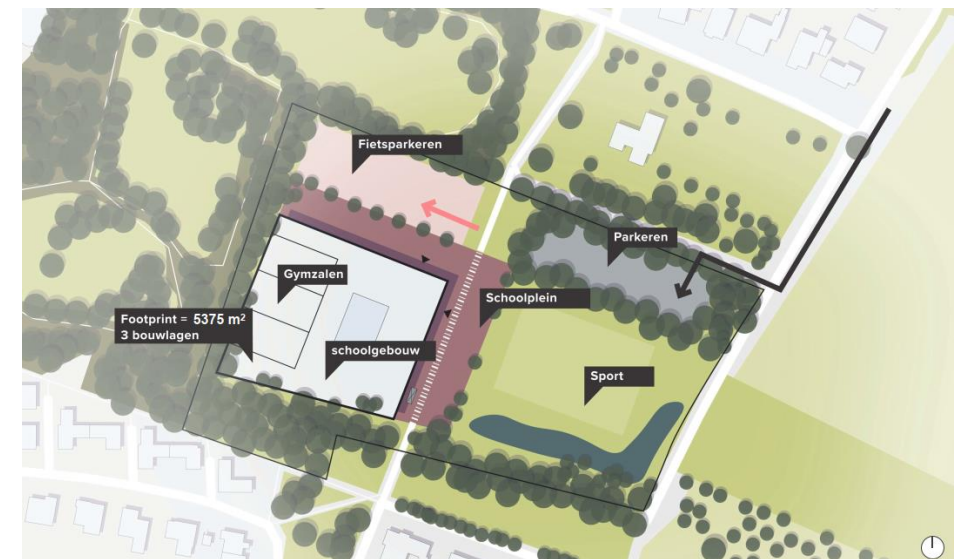 Fietsparkeren
Parkeren
Gymzalen
Schoolplein
Footprint = 5375 m²
3 bouwlagen
schoolgebouw
Sport